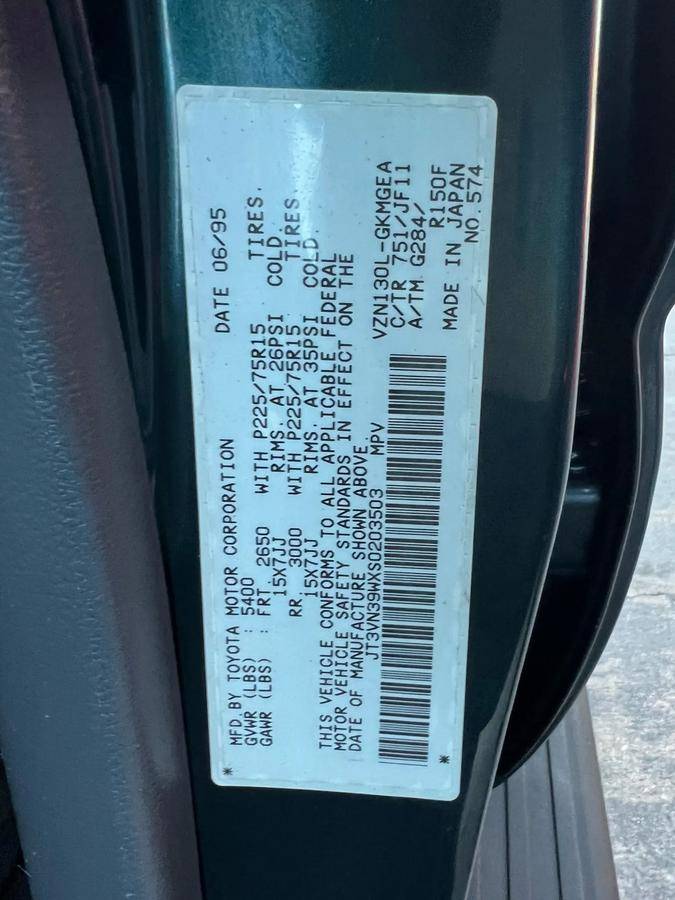 MFD.BY TOYOTA MOTOR CORPORATION DATE 06/95
GVWR (LBS) : 5400
GAWR (LBS) : FRT. 2650 WITH P225/75R15 TIRES.
15X7JJ RIMS. AT 26PSI COLD.
RR. 3000 WITH P225/75R15 TIRES.
15X7JJ RIMS. AT 35PSI COLD.
THIS VEHICLE CONFORMS TO ALL APPLICABLE FEDERAL
MOTOR VEHICLE SAFETY STANDARDS IN EFFECT ON THE
DATE OF MANUFACTURE SHOWN ABOVE.
JT3VN39WXS0203503 MPV
VZN130L-GKMGEA
C/TR 751/JF11
A/TM G284/ R150F
MADE IN JAPAN
NO.574
* *